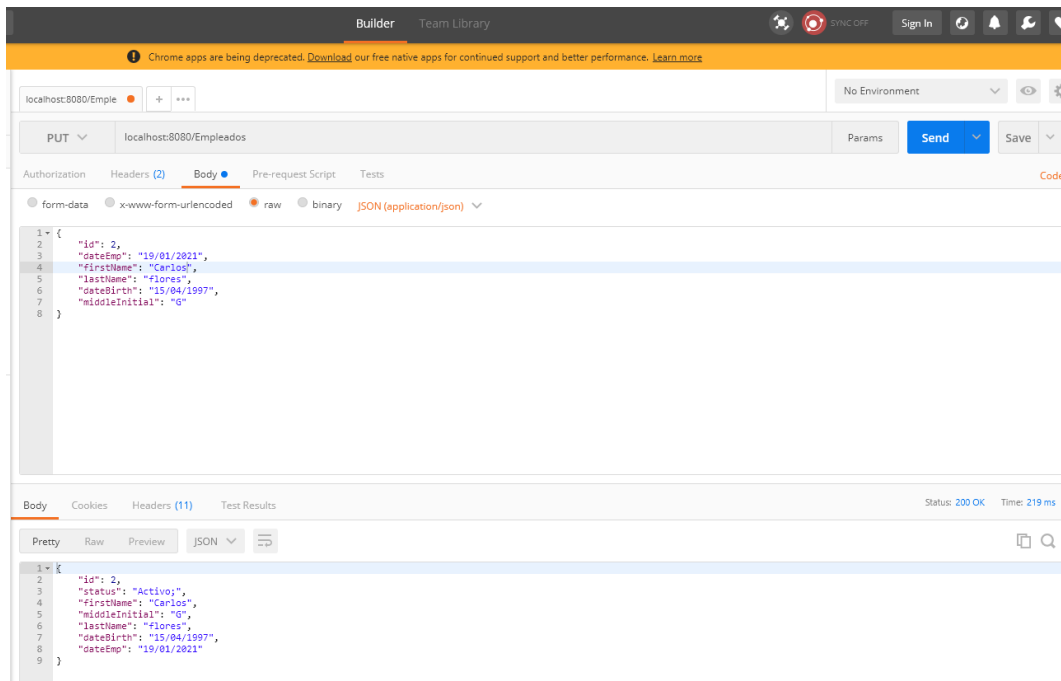 Builder Team Library SYNC OFF Sign In
Chrome apps are being deprecated. Download our free native apps for continued support and better performance. Learn more
localhost:8080/Emple + ••• No Environment
PUT localhost:8080/Empleados Params Send Save
Authorization Headers (2) Body Pre-request Script Tests Code
form-data x-www-form-urlencoded raw binary JSON (application/json)
1 {
2 "id": 2,
3 "dateEmp": "19/01/2021",
4 "firstName": "Carlos",
5 "lastName": "flores",
6 "dateBirth": "15/04/1997",
7 "middleInitial": "G"
8 }
Body Cookies Headers (11) Test Results Status: 200 OK Time: 219 ms
Pretty Raw Preview JSON
1 {
2 "id": 2,
3 "status": "Activo;",
4 "firstName": "Carlos",
5 "middleInitial": "G",
6 "lastName": "flores",
7 "dateBirth": "15/04/1997",
8 "dateEmp": "19/01/2021"
9 }